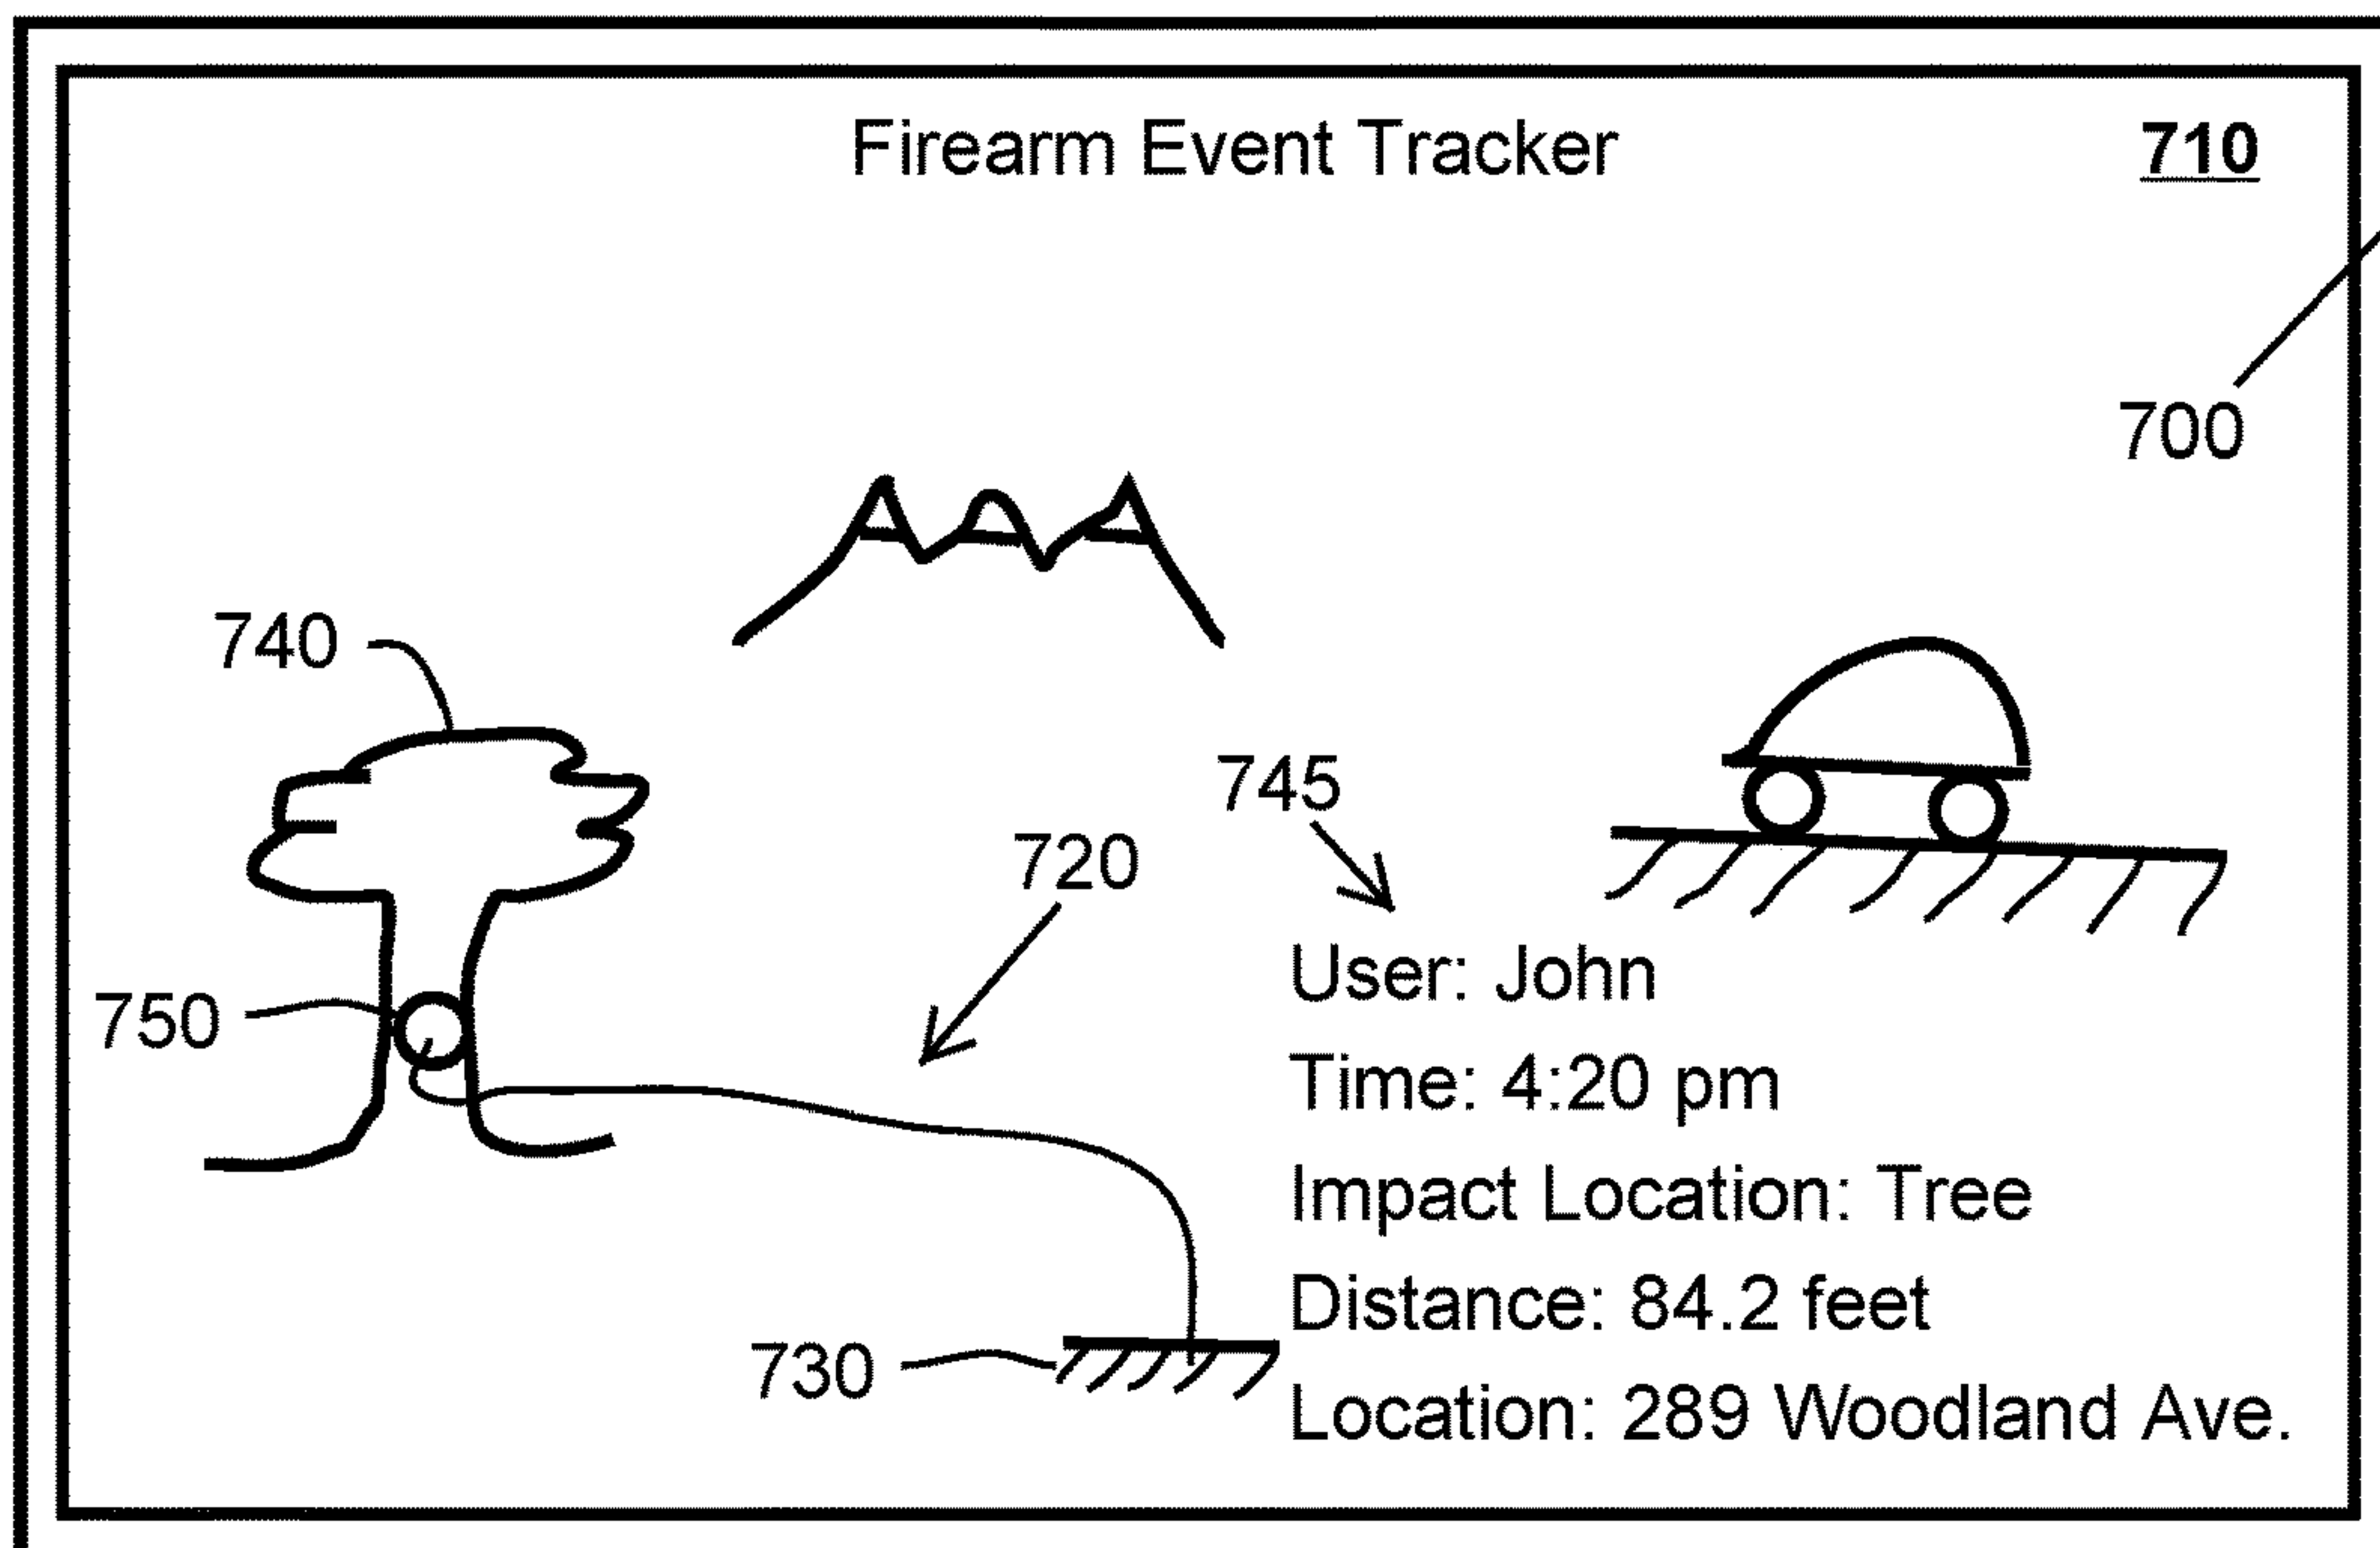 Firearm Event Tracker 710
700
740
745
720
750
User: John
Time: 4:20 pm
Impact Location: Tree
Distance: 84.2 feet
730
Location: 289 Woodland Ave.